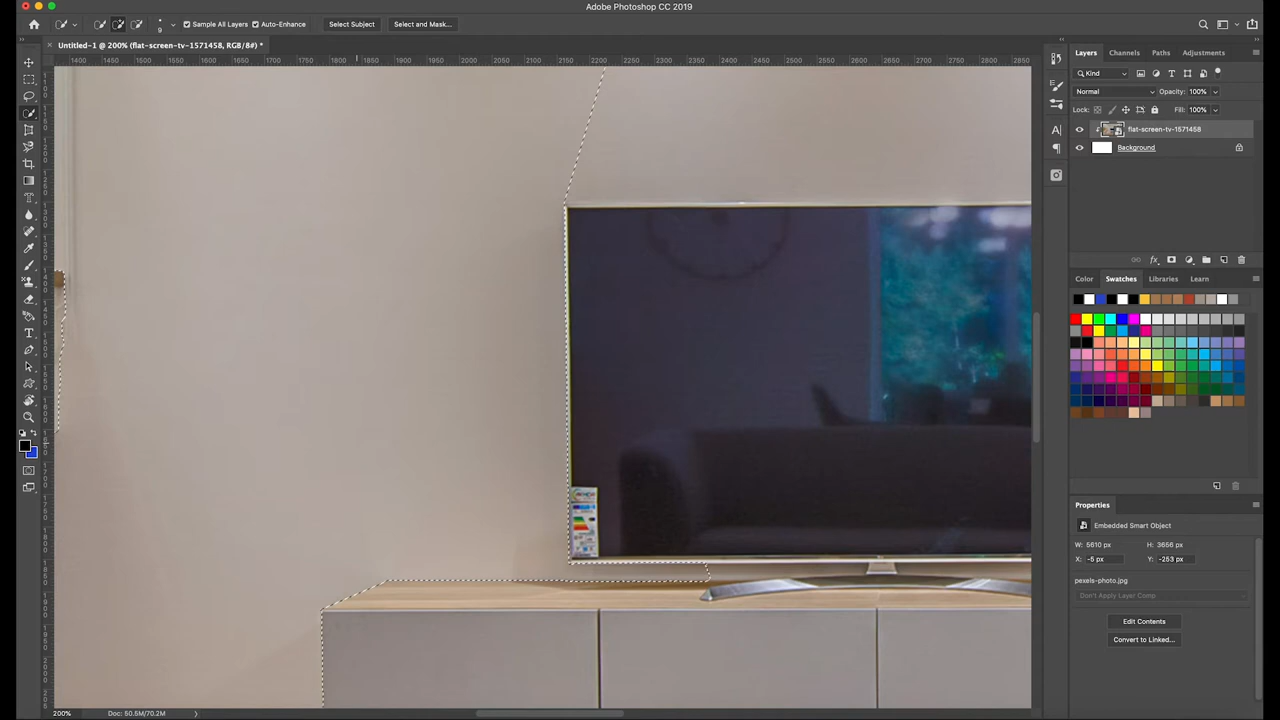 Adobe Photoshop CC 2019
9
Sample All Layers
Auto-Enhance
Select Subject
Select and Mask...
Untitled-1 @ 200% (flat-screen-tv-1571458, RGB/8#) *
1400 1450 1500 1550 1600 1650 1700 1750 1800 1850 1900 1950 2000 2050 2100 2150 2200 2250 2300 2350 2400 2450 2500 2550 2600 2650 2700 2750 2800 2850
Layers Channels Paths Adjustments
Kind
Normal Opacity: 100%
Lock: Fill: 100%
flat-screen-tv-1571458
Background
Color Swatches Libraries Learn
Properties
Embedded Smart Object
W: 5610 px H: 3656 px
X: -5 px Y: -253 px
pexels-photo.jpg
Don't Apply Layer Comp
Edit Contents
Convert to Linked...
200% Doc: 50.5M/70.2M